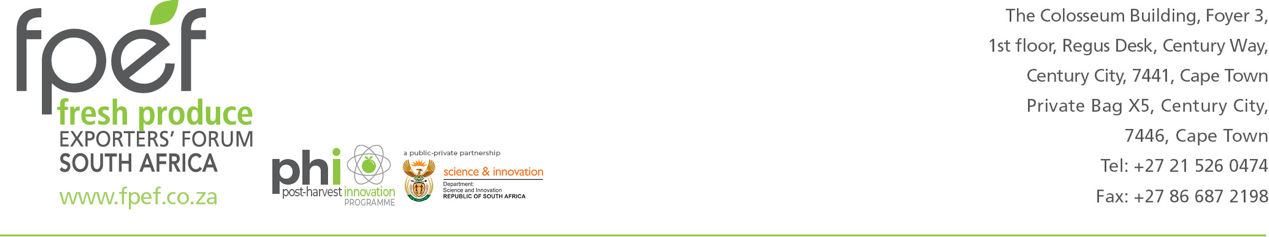 fpef
fresh produce
EXPORTERS' FORUM
SOUTH AFRICA
www.fpef.co.za
phi
post-harvest innovation
PROGRAMME
a public-private partnership
science & innovation
Department:
Science and Innovation
REPUBLIC OF SOUTH AFRICA
The Colosseum Building, Foyer 3,
1st floor, Regus Desk, Century Way,
Century City, 7441, Cape Town
Private Bag X5, Century City,
7446, Cape Town
Tel: +27 21 526 0474
Fax: +27 86 687 2198